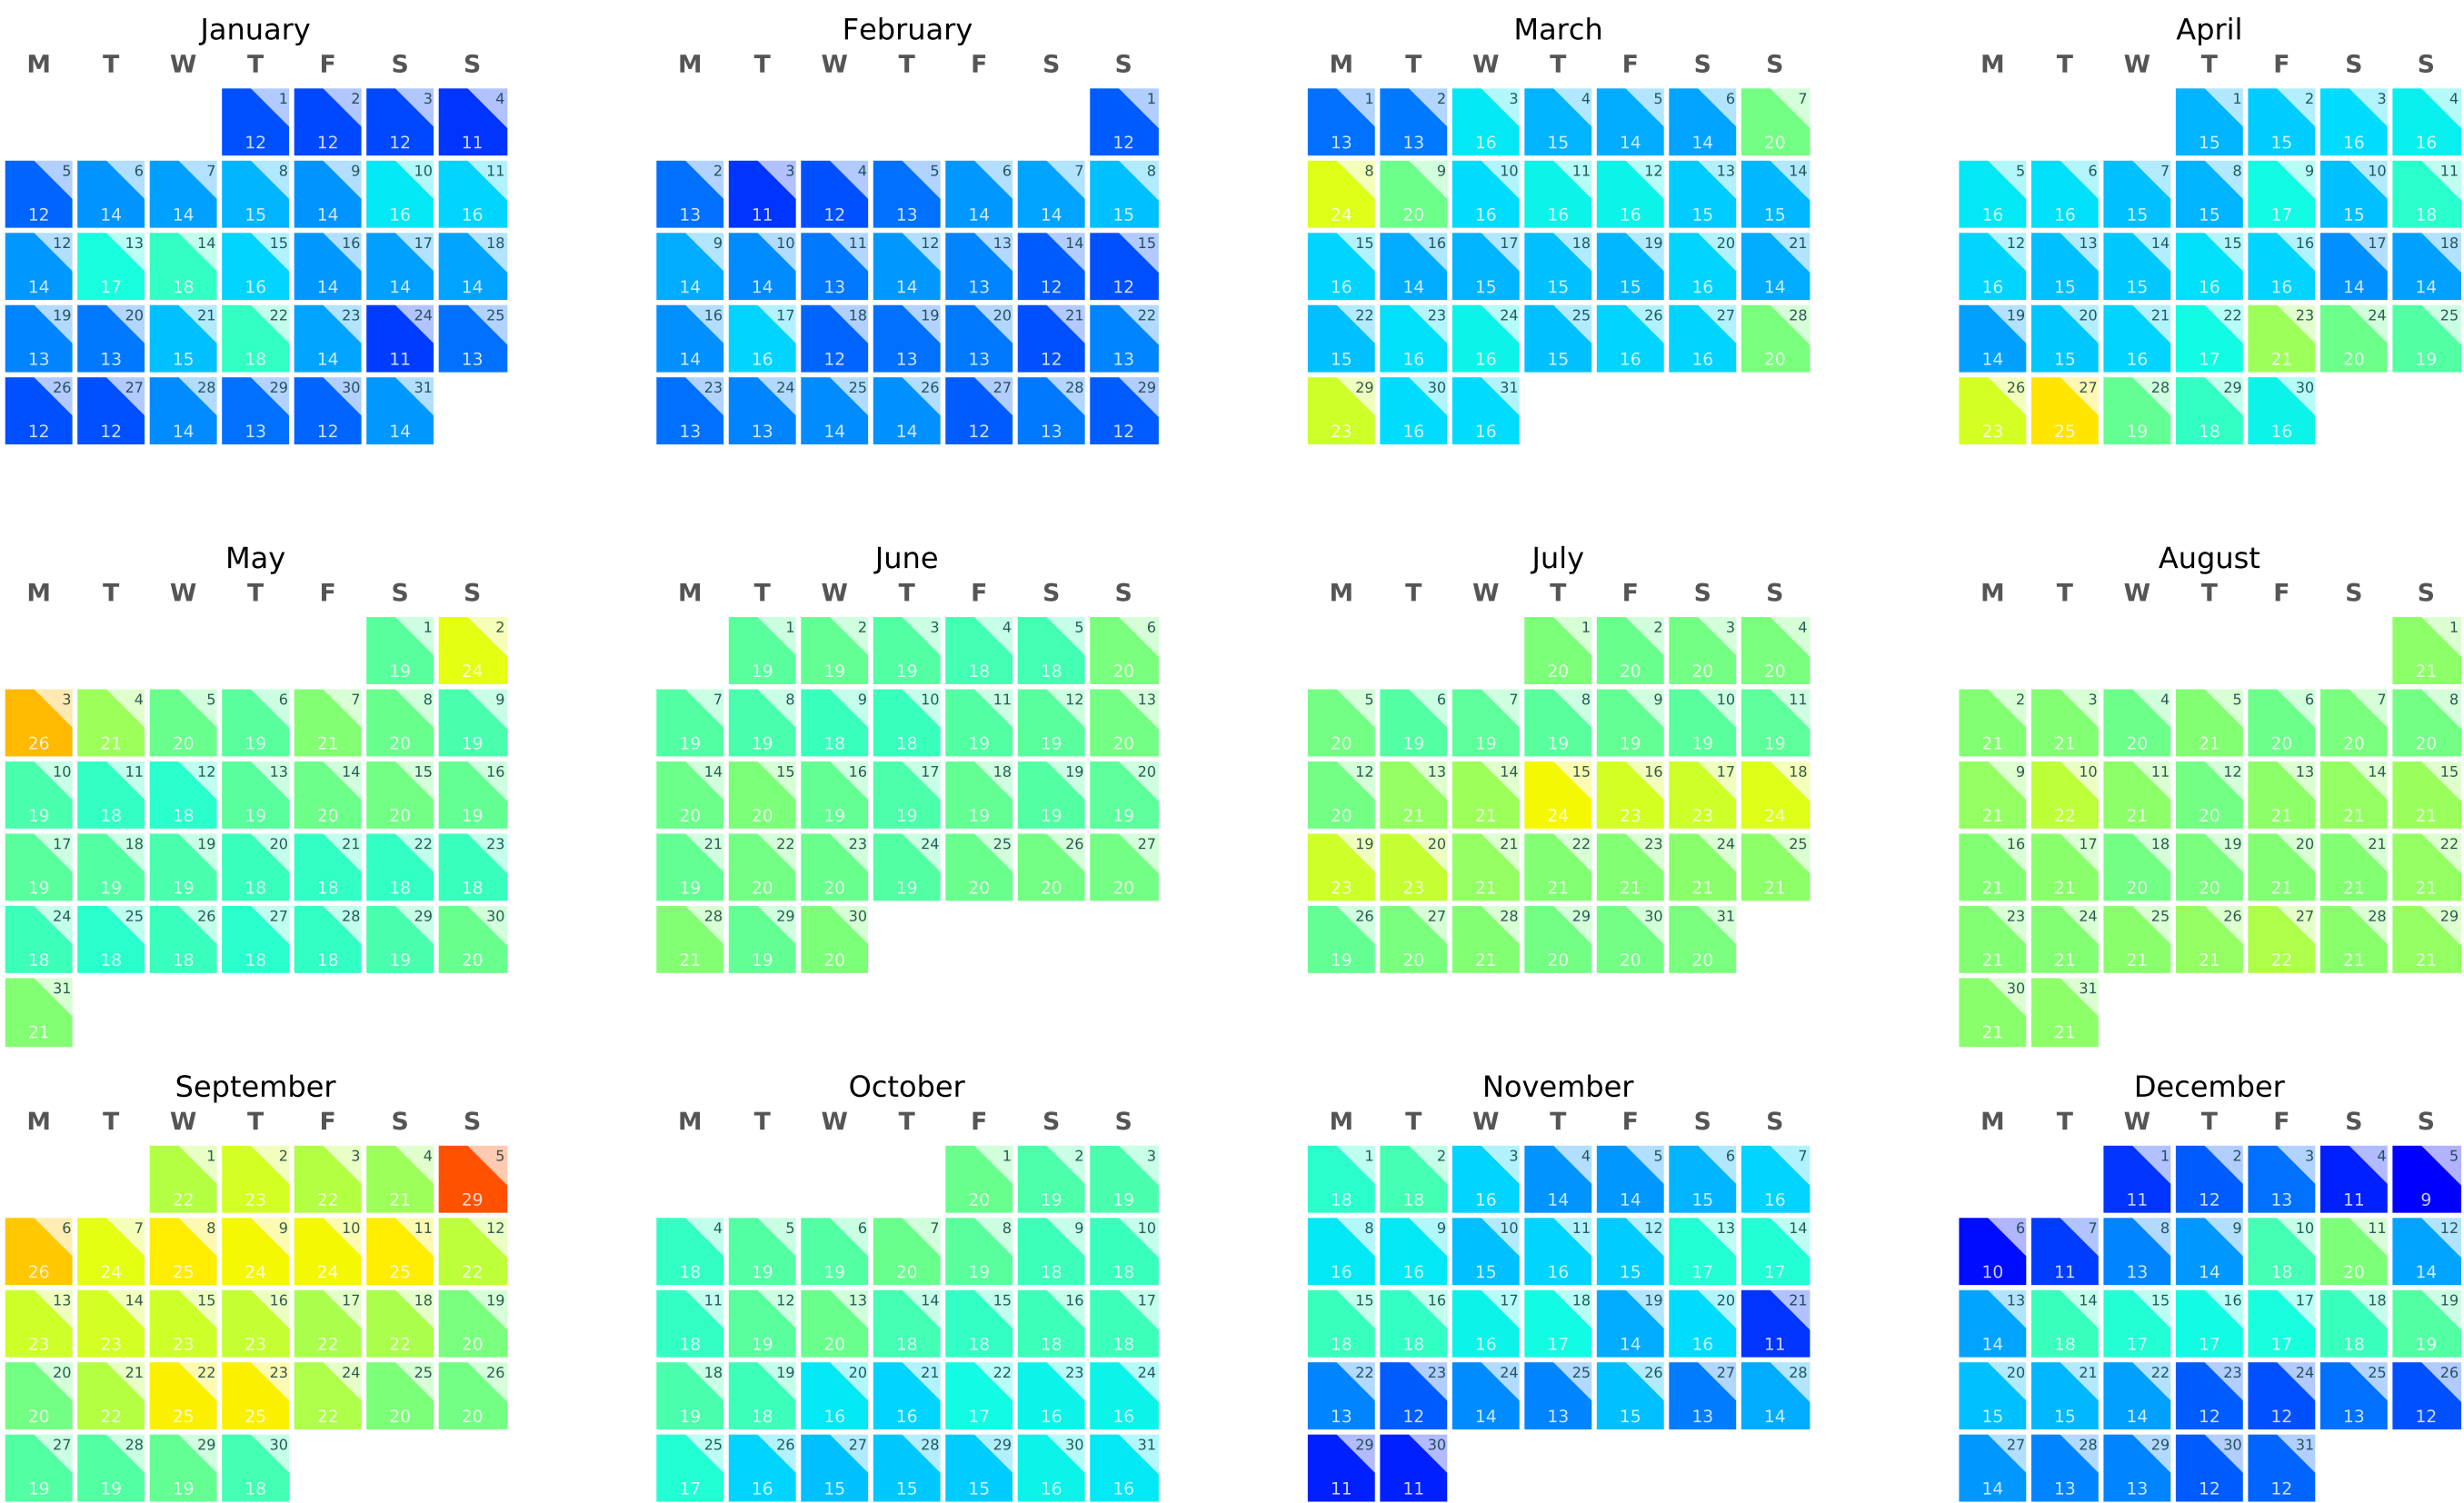 January February March April
M T W T F S S M T W T F S S M T W T F S S M T W T F S S
1 2 3 4 1 1 2 3 4 5 6 7 1 2 3 4
12 12 12 11 12 13 13 16 15 14 14 20 15 15 16 16
5 6 7 8 9 10 11 2 3 4 5 6 7 8 8 9 10 11 12 13 14 5 6 7 8 9 10 11
12 14 14 15 14 16 16 13 11 12 13 14 14 15 24 20 16 16 16 15 15 16 16 15 15 17 15 18
12 13 14 15 16 17 18 9 10 11 12 13 14 15 15 16 17 18 19 20 21 12 13 14 15 16 17 18
14 17 18 16 14 14 14 14 14 13 14 13 12 12 16 14 15 15 15 16 14 16 15 15 16 16 14 14
19 20 21 22 23 24 25 16 17 18 19 20 21 22 22 23 24 25 26 27 28 19 20 21 22 23 24 25
13 13 15 18 14 11 13 14 16 12 13 13 12 13 15 16 16 15 16 16 20 14 15 16 17 21 20 19
26 27 28 29 30 31 23 24 25 26 27 28 29 29 30 31 26 27 28 29 30
12 12 14 13 12 14 13 13 14 14 12 13 12 23 16 16 23 25 19 18 16
May June July August
M T W T F S S M T W T F S S M T W T F S S M T W T F S S
1 2 1 2 3 4 5 6 1 2 3 4 1
19 24 19 19 19 18 18 20 20 20 20 20 21
3 4 5 6 7 8 9 7 8 9 10 11 12 13 5 6 7 8 9 10 11 2 3 4 5 6 7 8
26 21 20 19 21 20 19 19 19 18 18 19 19 20 20 19 19 19 19 19 19 21 21 20 21 20 20 20
10 11 12 13 14 15 16 14 15 16 17 18 19 20 12 13 14 15 16 17 18 9 10 11 12 13 14 15
19 18 18 19 20 20 19 20 20 19 19 19 19 19 20 21 21 24 23 23 24 21 22 21 20 21 21 21
17 18 19 20 21 22 23 21 22 23 24 25 26 27 19 20 21 22 23 24 25 16 17 18 19 20 21 22
19 19 19 18 18 18 18 19 20 20 19 20 20 20 23 23 21 21 21 21 21 21 21 20 20 21 21 21
24 25 26 27 28 29 30 28 29 30 26 27 28 29 30 31 23 24 25 26 27 28 29
18 18 18 18 18 19 20 21 19 20 19 20 21 20 20 20 21 21 21 21 22 21 21
31 30 31
21 21 21
September October November December
M T W T F S S M T W T F S S M T W T F S S M T W T F S S
1 2 3 4 5 1 2 3 1 2 3 4 5 6 7 1 2 3 4 5
22 23 22 21 29 20 19 19 18 18 16 14 14 15 16 11 12 13 11 9
6 7 8 9 10 11 12 4 5 6 7 8 9 10 8 9 10 11 12 13 14 6 7 8 9 10 11 12
26 24 25 24 24 25 22 18 19 19 20 19 18 18 16 16 15 16 15 17 17 10 11 13 14 18 20 14
13 14 15 16 17 18 19 11 12 13 14 15 16 17 15 16 17 18 19 20 21 13 14 15 16 17 18 19
23 23 23 23 22 22 20 18 19 20 18 18 18 18 18 18 16 17 14 16 11 14 18 17 17 17 18 19
20 21 22 23 24 25 26 18 19 20 21 22 23 24 22 23 24 25 26 27 28 20 21 22 23 24 25 26
20 22 25 25 22 20 20 19 18 16 16 17 16 16 13 12 14 13 15 13 14 15 15 14 12 12 13 12
27 28 29 30 25 26 27 28 29 30 31 29 30 27 28 29 30 31
19 19 19 18 17 16 15 15 15 16 16 11 11 14 13 13 12 12